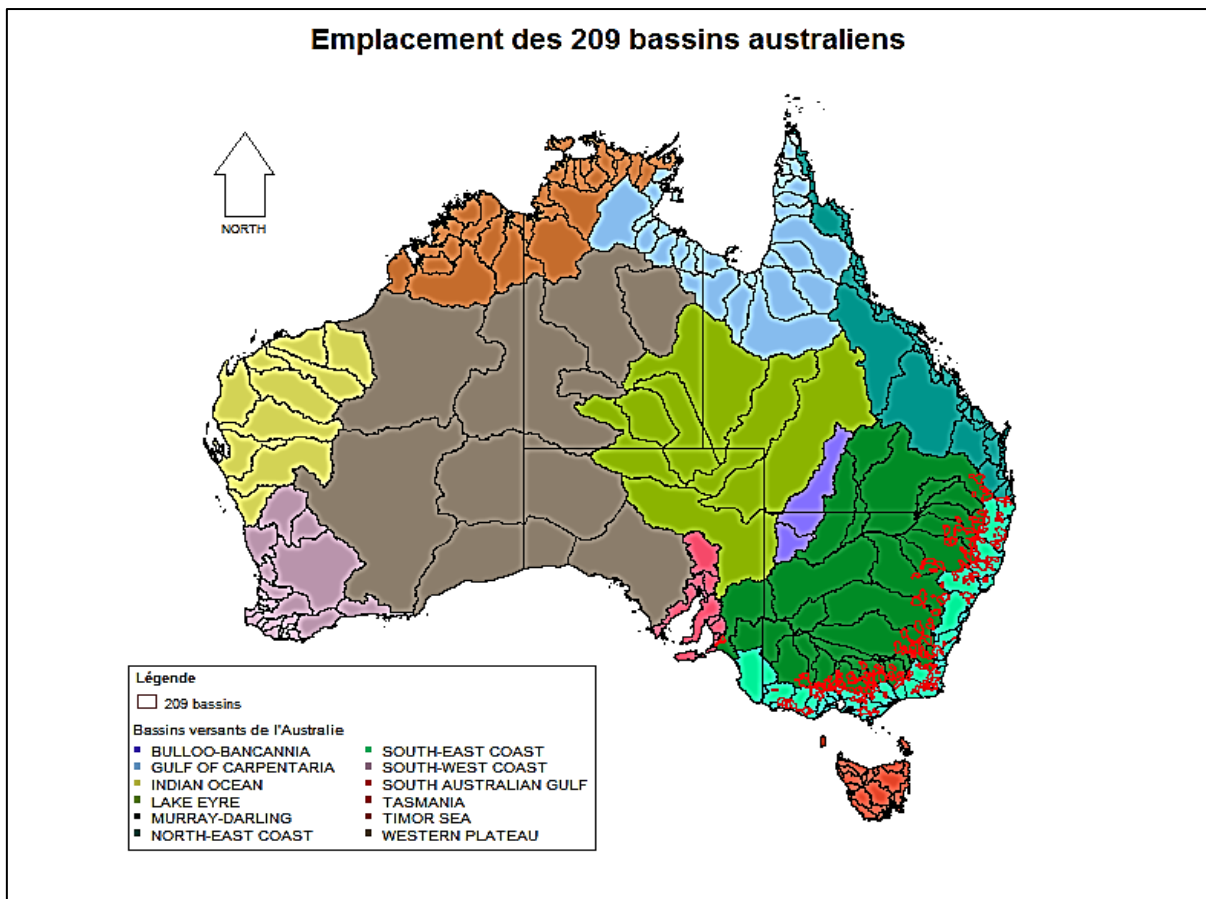 Emplacement des 209 bassins australiens
NORTH
Légende
209 bassins
Bassins versants de l'Australie
BULLOO-BANCANNIA
GULF OF CARPENTARIA
INDIAN OCEAN
LAKE EYRE
MURRAY-DARLING
NORTH-EAST COAST
SOUTH-EAST COAST
SOUTH-WEST COAST
SOUTH AUSTRALIAN GULF
TASMANIA
TIMOR SEA
WESTERN PLATEAU